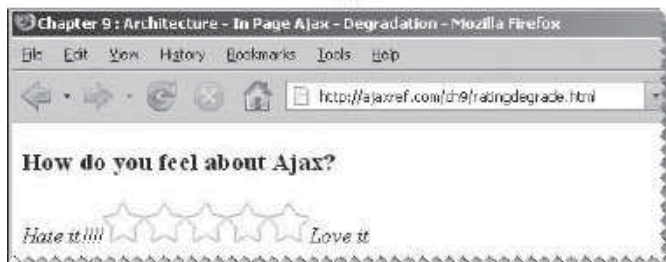 Chapter 9 : Architecture - In Page Ajax - Degradation - Mozilla Firefox
File Edit View History Bookmarks Tools Help
http://ajaxref.com/ch9/ratingdegrade.html
How do you feel about Ajax?
Hate it!!!! Love it